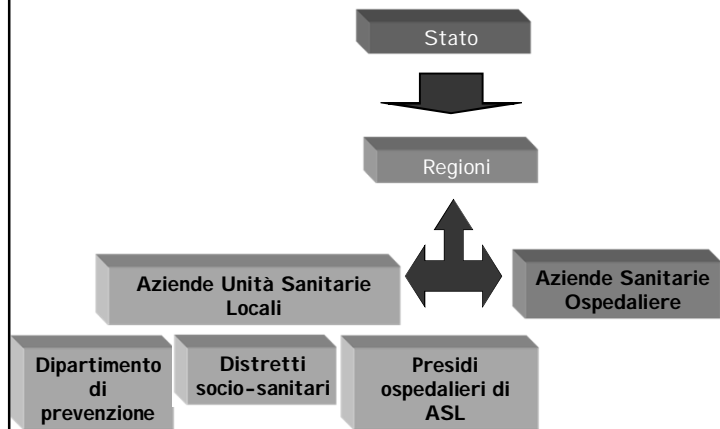 Stato
Regioni
Aziende Unità Sanitarie
Locali
Aziende Sanitarie
Ospedaliere
Dipartimento
di
prevenzione
Distretti
socio-sanitari
Presidi
ospedalieri di
ASL